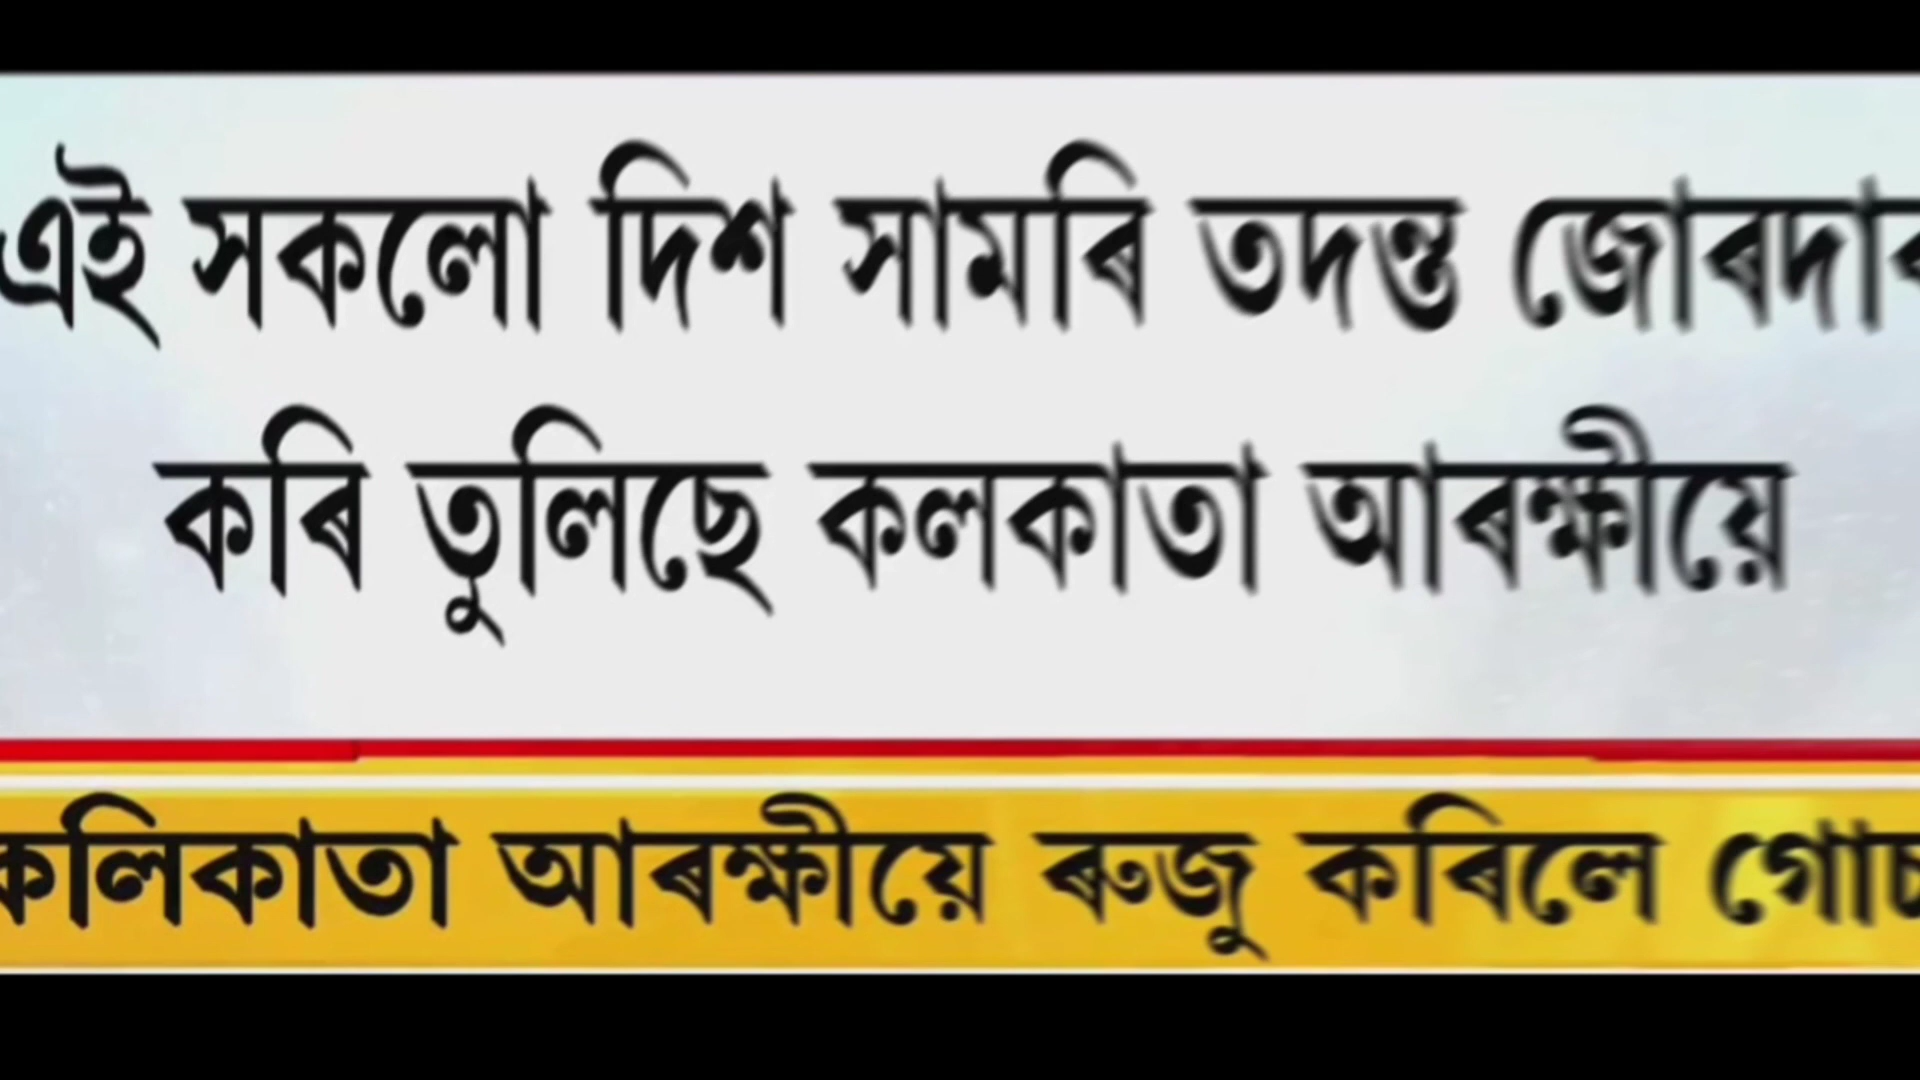 এই সকলো দিশ সামৰি তদন্ত জোৰদাৰ
কৰি তুলিছে কলকাতা আৰক্ষীয়ে
কলিকাতা আৰক্ষীয়ে ৰুজু কৰিলে গোচ